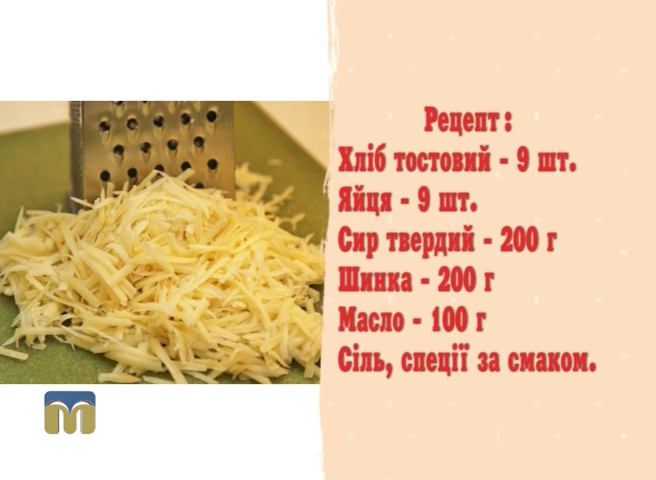 Рецепт:
Хліб тостовий - 9 шт.
Яйця - 9 шт.
Сир твердий - 200 г
Шинка - 200 г
Масло - 100 г
Сіль, спеції за смаком.